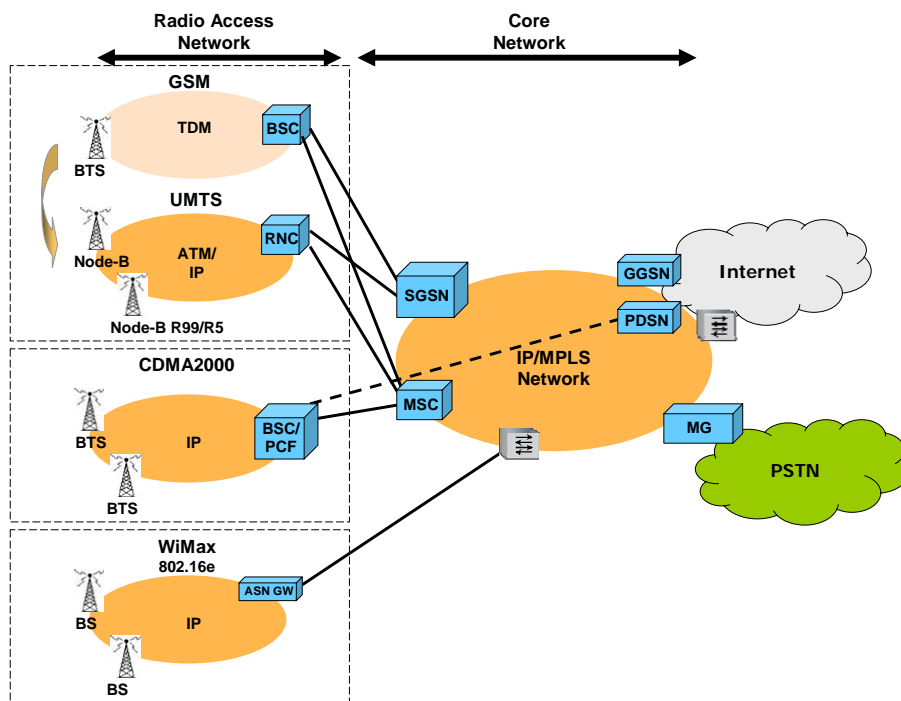 Radio Access
Network
Core
Network
GSM
TDM
BSC
BTS
UMTS
RNC
Node-B
ATM/
IP
Node-B R99/R5
SGSN
GGSN
Internet
PDSN
IP/MPLS
Network
MSC
MG
PSTN
CDMA2000
BTS
IP
BSC/
PCF
BTS
WiMax
802.16e
ASN GW
BS
IP
BS